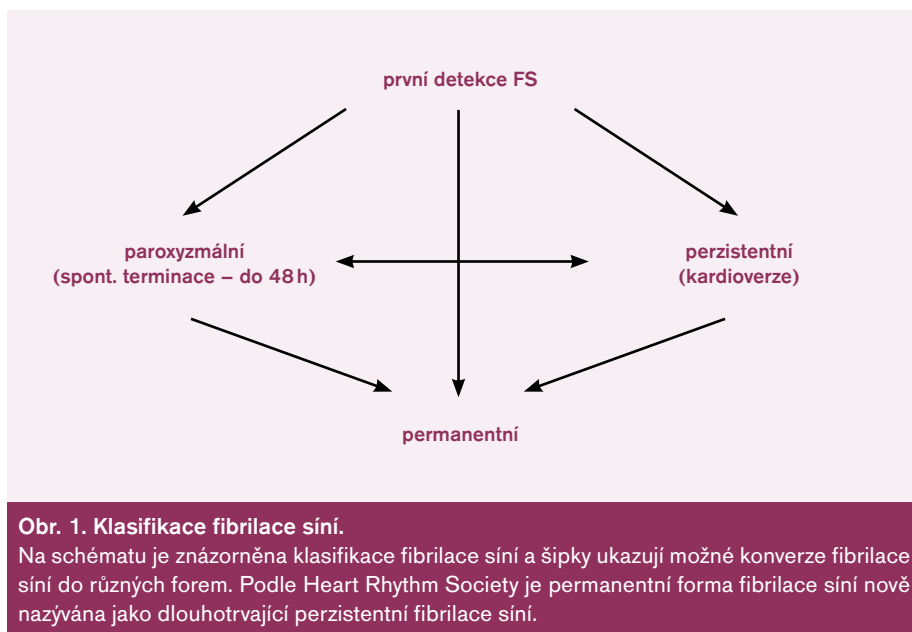 první detekce FS
paroxyzmální
(spont. terminace – do 48 h)
perzistentní
(kardioverze)
permanentní
Obr. 1. Klasifikace fibrilace síní.
Na schématu je znázorněna klasifikace fibrilace síní a šipky ukazují možné konverze fibrilace
síní do různých forem. Podle Heart Rhythm Society je permanentní forma fibrilace síní nově
nazývána jako dlouhotrvající perzistentní fibrilace síní.